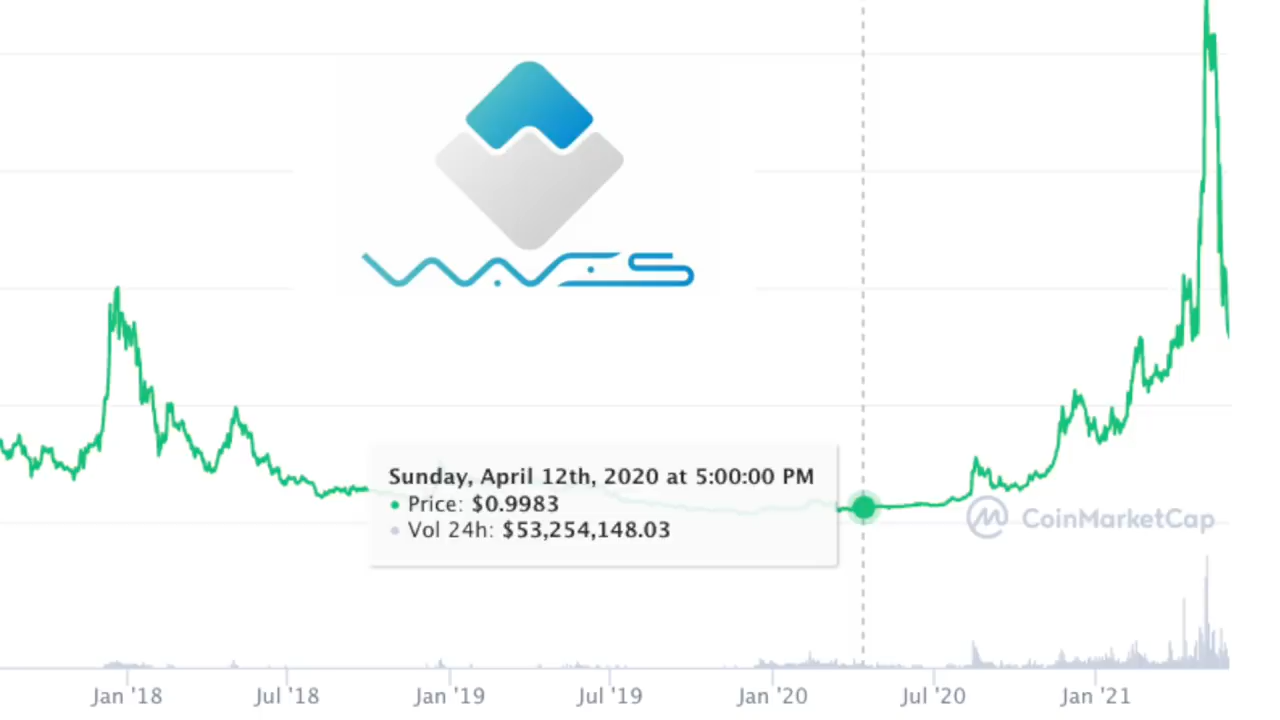 WAVES
Sunday, April 12th, 2020 at 5:00:00 PM
Price: $0.9983
Vol 24h: $53,254,148.03
CoinMarketCap
Jan '18 Jul '18 Jan '19 Jul '19 Jan '20 Jul '20 Jan '21